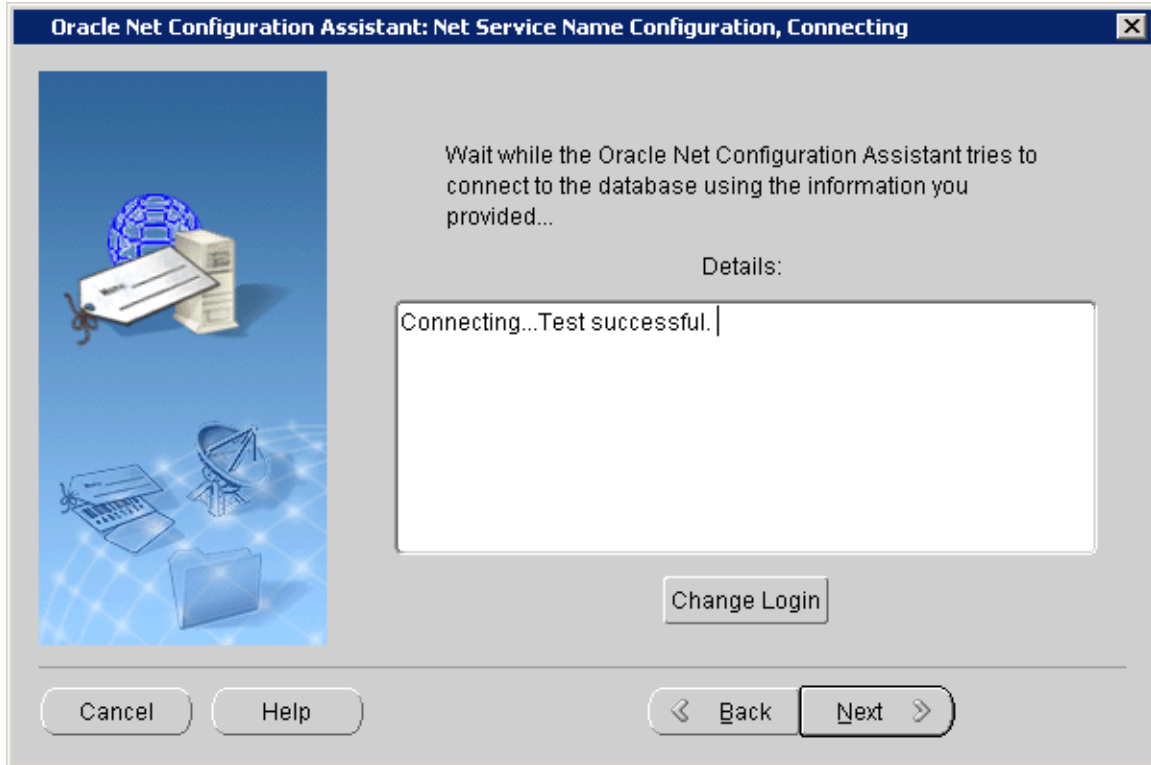 Oracle Net Configuration Assistant: Net Service Name Configuration, Connecting
Wait while the Oracle Net Configuration Assistant tries to
connect to the database using the information you
provided...
Details:
Connecting...Test successful.
Change Login
Cancel
Help
Back
Next